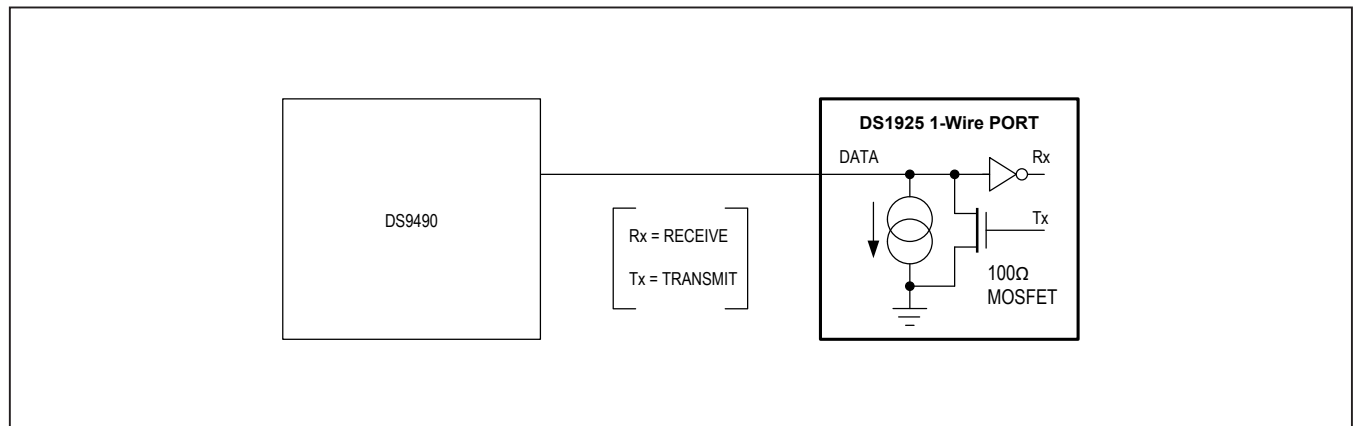 DS1925 1-Wire PORT
DATA
Rx
DS9490
Rx = RECEIVE
Tx
Tx = TRANSMIT
100Ω
MOSFET